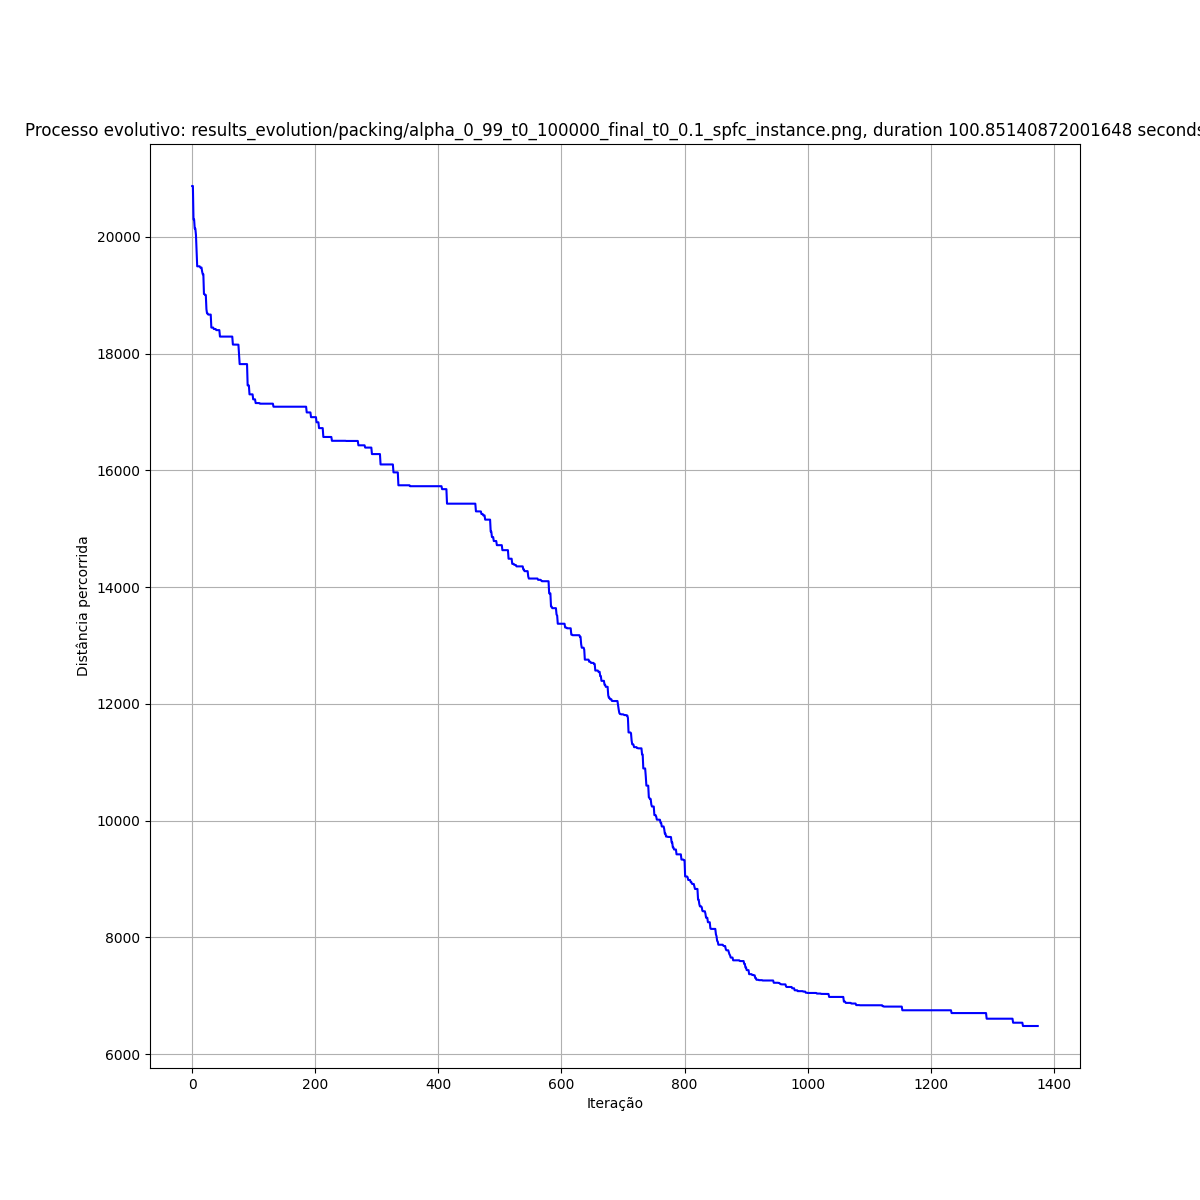 Processo evolutivo: results_evolution/packing/alpha_0_99_t0_100000_final_t0_0.1_spfc_instance.png, duration 100.85140872001648 seconds
20000
18000
16000
14000
12000
10000
8000
6000
Distância percorrida
0 200 400 600 800 1000 1200 1400
Iteração